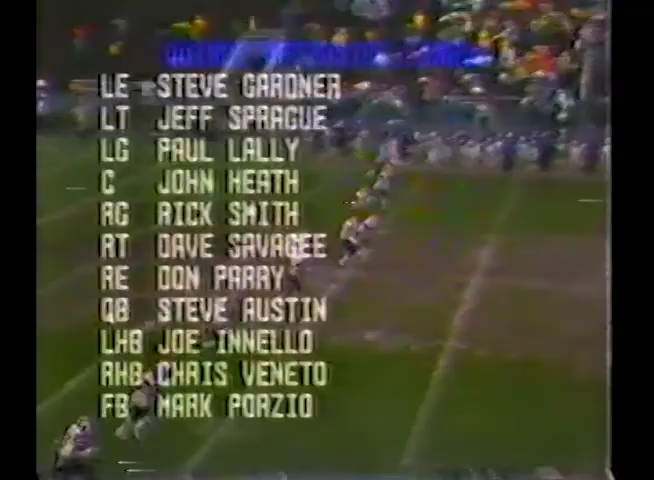 LE STEVE GARDNER
LT JEFF SPRAGUE
LG PAUL LALLY
C JOHN HEATH
RG RICK SMITH
RT DAVE SAVAGEE
RE DON PARRY
QB STEVE AUSTIN
LHB JOE INNELLO
RHB CHRIS VENETO
FB MARK PORZIO